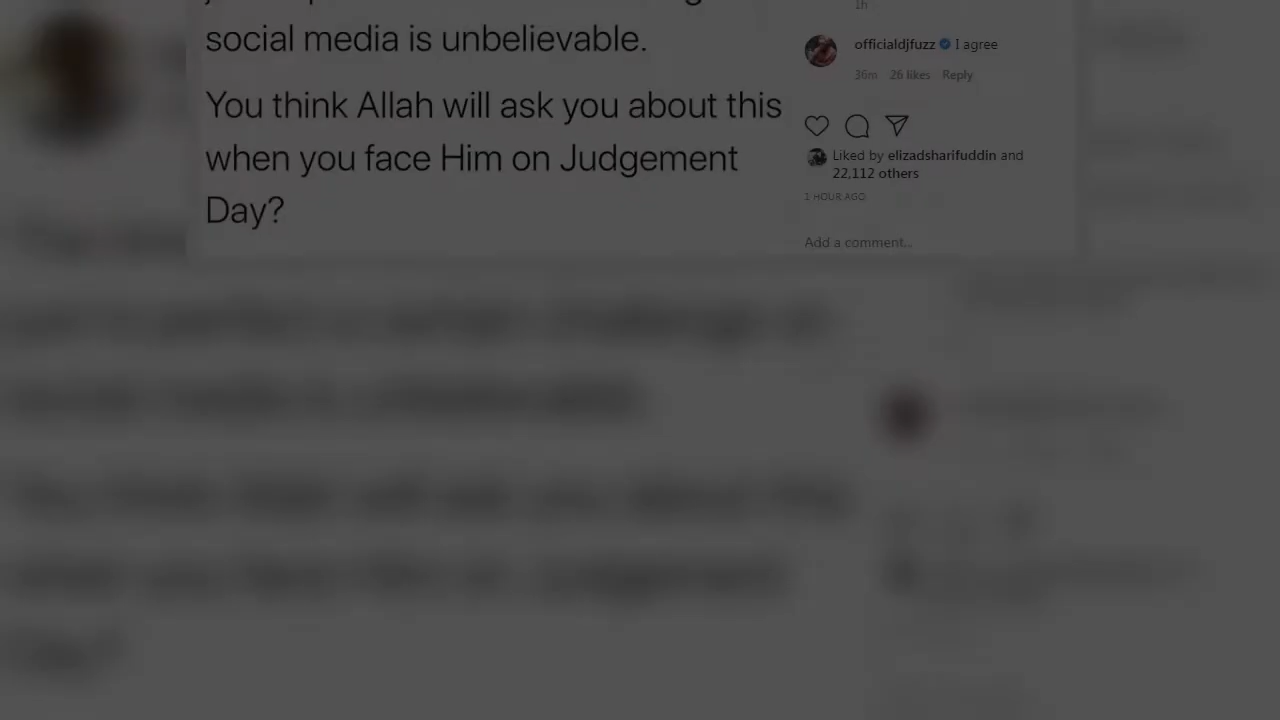 social media is unbelievable.
You think Allah will ask you about this
when you face Him on Judgement
Day?
1h
officialdjfuzz I agree
36m 26 likes Reply
Liked by elizadsharifuddin and
22,112 others
1 HOUR AGO
Add a comment...